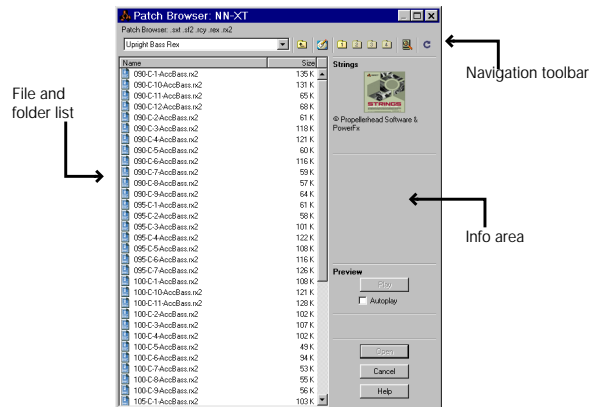 Patch Browser: NN-XT
Patch Browser: .sxt .sf2 .rcy .rex .rx2
Upright Bass Rex
1 2 3 4
Navigation toolbar
File and
folder list
Info area
Name Size
090-C-1-AccBass.rx2 135 K
090-C-10-AccBass.rx2 131 K
090-C-11-AccBass.rx2 65 K
090-C-12-AccBass.rx2 68 K
090-C-2-AccBass.rx2 61 K
090-C-3-AccBass.rx2 118 K
090-C-4-AccBass.rx2 121 K
090-C-5-AccBass.rx2 60 K
090-C-6-AccBass.rx2 116 K
090-C-7-AccBass.rx2 59 K
090-C-8-AccBass.rx2 57 K
090-C-9-AccBass.rx2 64 K
095-C-1-AccBass.rx2 61 K
095-C-2-AccBass.rx2 58 K
095-C-3-AccBass.rx2 101 K
095-C-4-AccBass.rx2 122 K
095-C-5-AccBass.rx2 108 K
095-C-6-AccBass.rx2 116 K
095-C-7-AccBass.rx2 126 K
100-C-1-AccBass.rx2 108 K
100-C-10-AccBass.rx2 121 K
100-C-11-AccBass.rx2 128 K
100-C-2-AccBass.rx2 102 K
100-C-3-AccBass.rx2 107 K
100-C-4-AccBass.rx2 102 K
100-C-5-AccBass.rx2 49 K
100-C-6-AccBass.rx2 94 K
100-C-7-AccBass.rx2 53 K
100-C-8-AccBass.rx2 55 K
100-C-9-AccBass.rx2 56 K
105-C-1-AccBass.rx2 103 K
Strings
STRINGS
© Propellerhead Software &
PowerFx
Preview
Play
Autoplay
Open
Cancel
Help